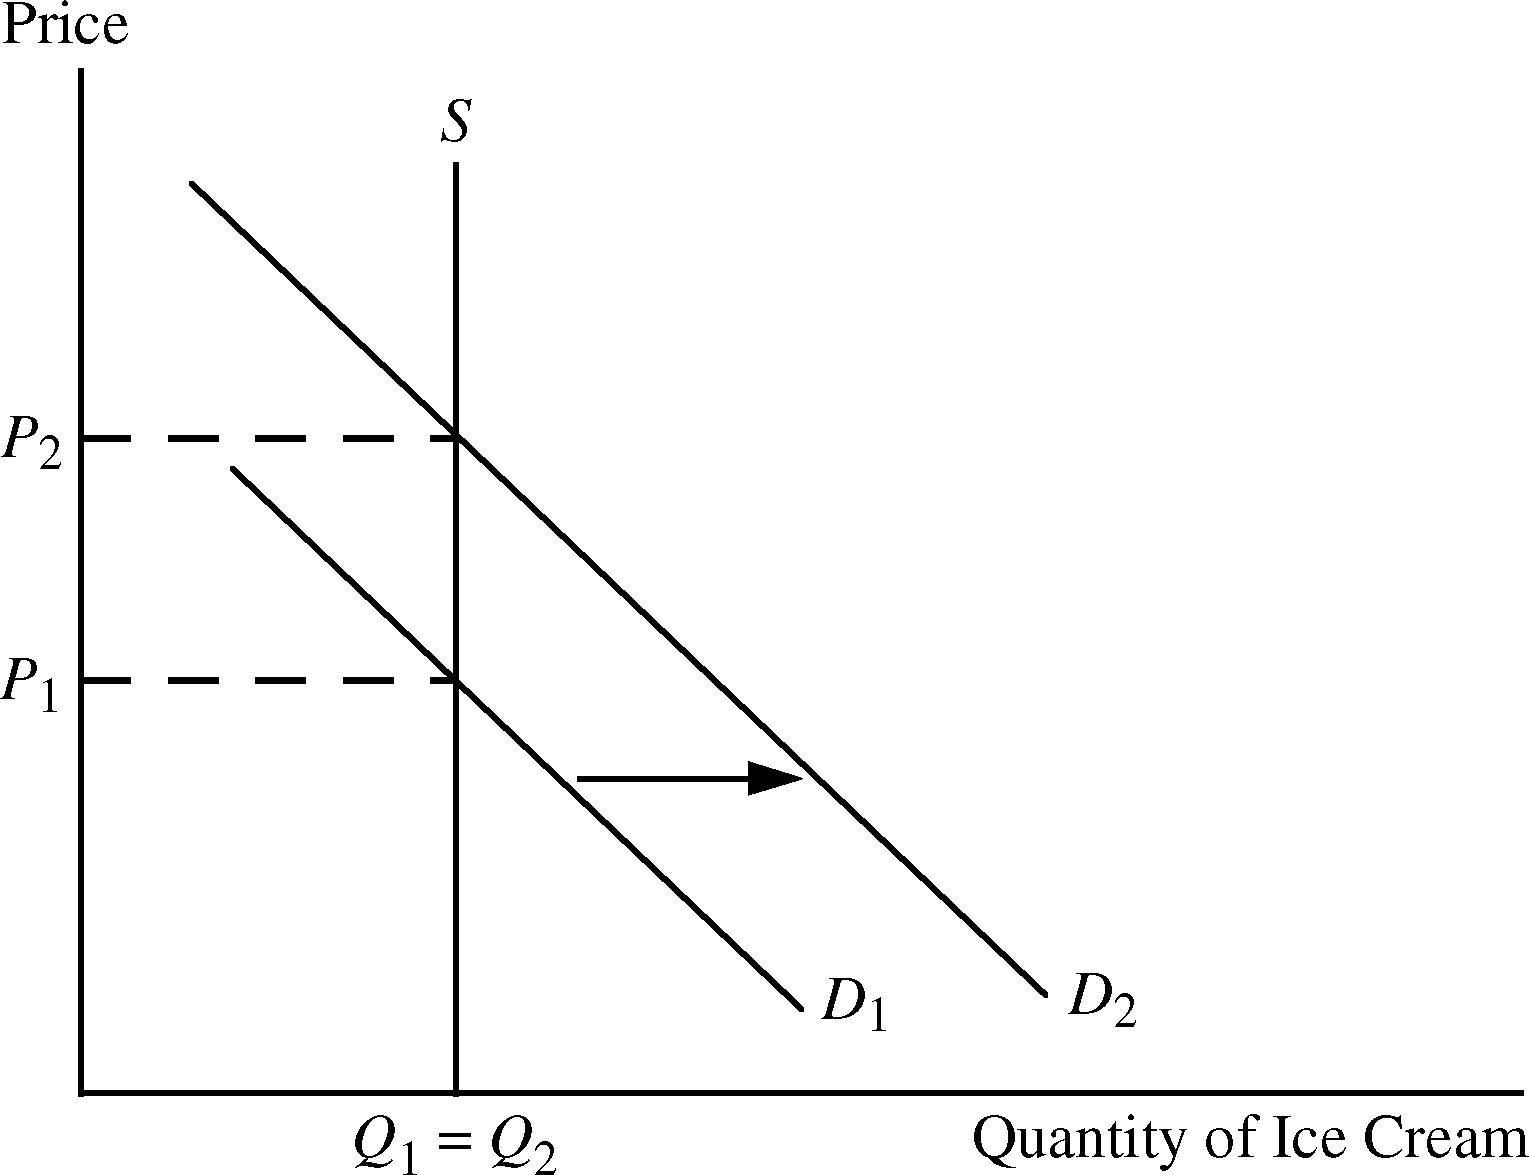 Price
S
P2
P1
D1
D2
Q1 = Q2
Quantity of Ice Cream